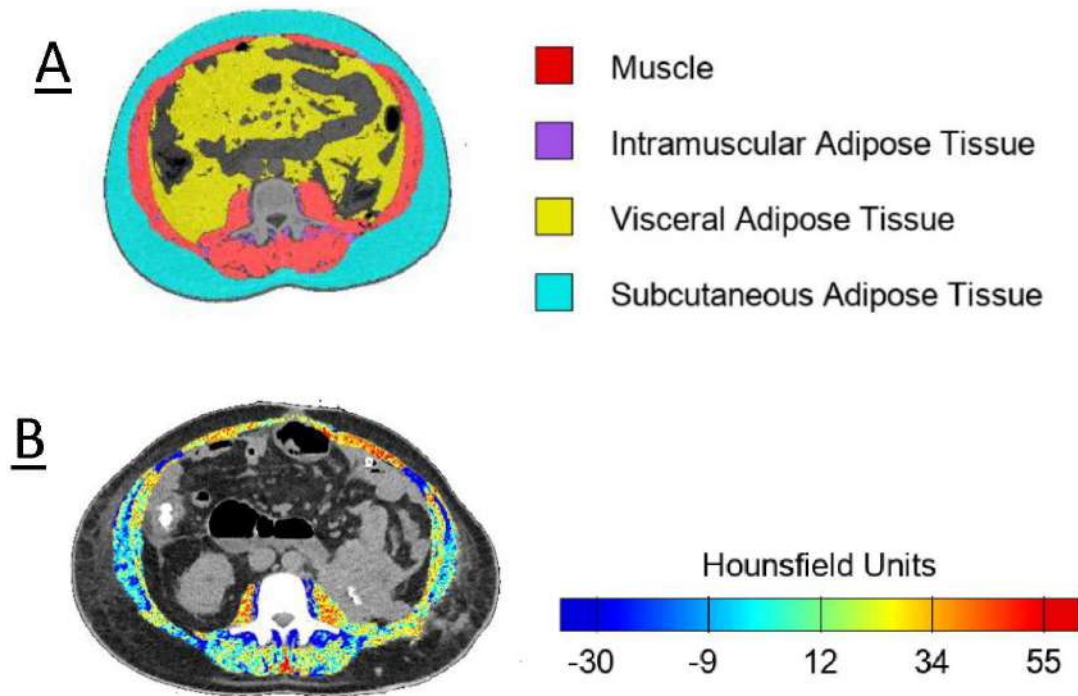 A
Muscle
Intramuscular Adipose Tissue
Visceral Adipose Tissue
Subcutaneous Adipose Tissue
B
Hounsfield Units
-30 -9 12 34 55